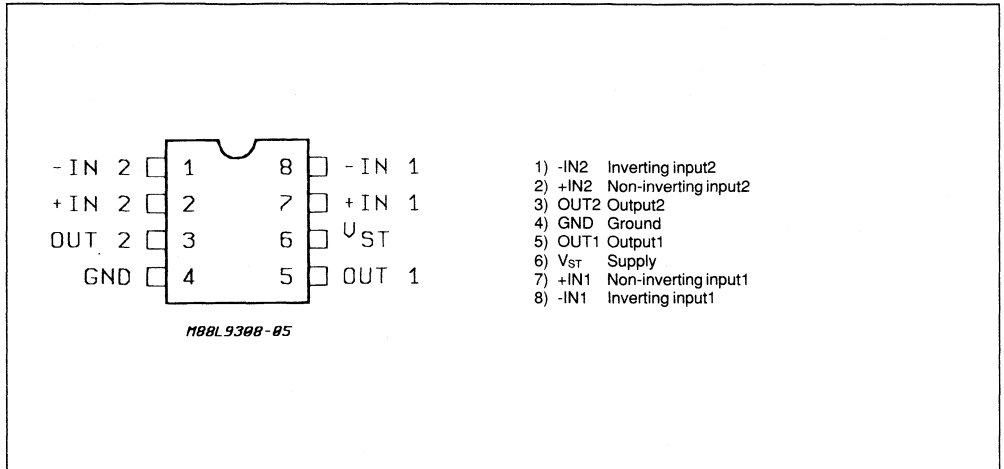 -IN 2 1 8 -IN 1
+IN 2 2 7 +IN 1
OUT 2 3 6 VST
GND 4 5 OUT 1
M88L9308-05
1) -IN2 Inverting input2
2) +IN2 Non-inverting input2
3) OUT2 Output2
4) GND Ground
5) OUT1 Output1
6) VST Supply
7) +IN1 Non-inverting input1
8) -IN1 Inverting input1